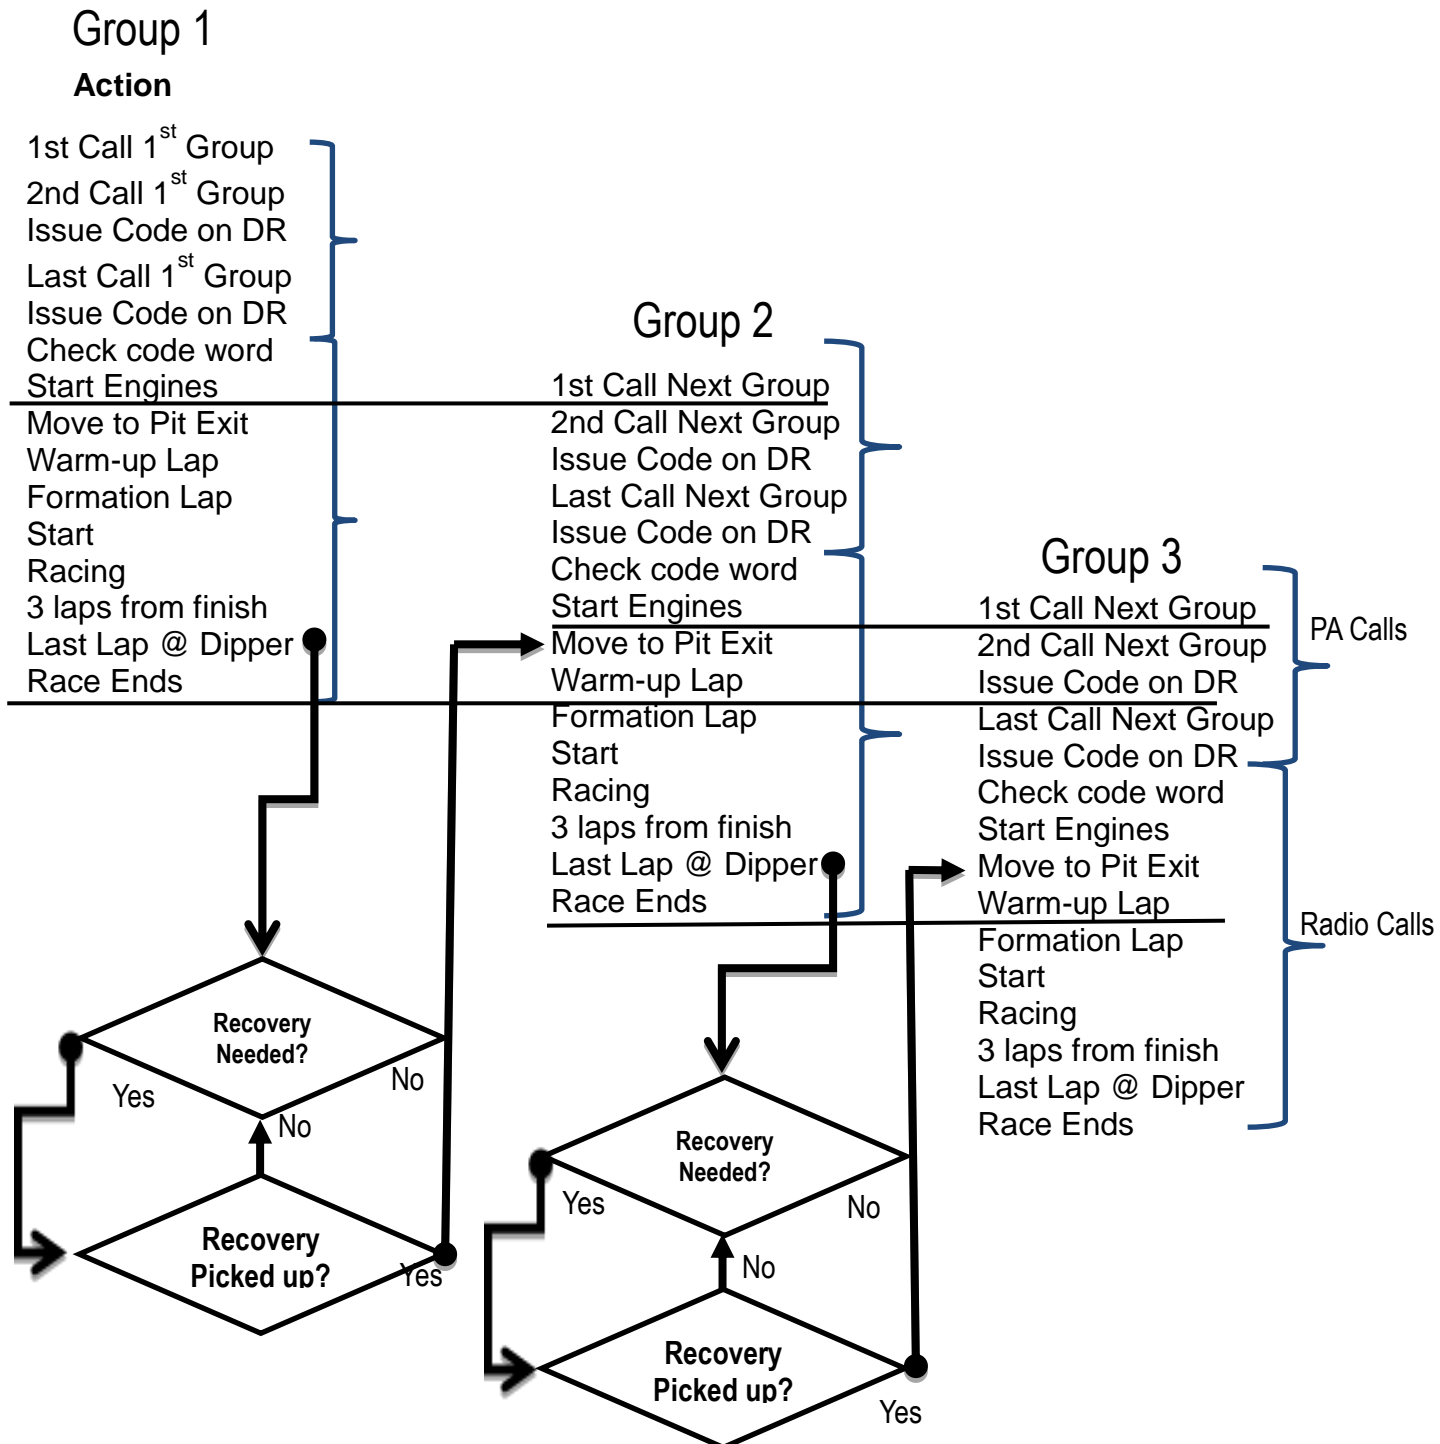 Group 1
Action
1st Call 1st Group
2nd Call 1st Group
Issue Code on DR
Last Call 1st Group
Issue Code on DR
Check code word
Start Engines
Move to Pit Exit
Warm-up Lap
Formation Lap
Start
Racing
3 laps from finish
Last Lap @ Dipper
Race Ends
Group 2
1st Call Next Group
2nd Call Next Group
Issue Code on DR
Last Call Next Group
Issue Code on DR
Check code word
Start Engines
Move to Pit Exit
Warm-up Lap
Formation Lap
Start
Racing
3 laps from finish
Last Lap @ Dipper
Race Ends
Group 3
1st Call Next Group
2nd Call Next Group
Issue Code on DR
Last Call Next Group
Issue Code on DR
Check code word
Start Engines
Move to Pit Exit
Warm-up Lap
Formation Lap
Start
Racing
3 laps from finish
Last Lap @ Dipper
Race Ends
PA Calls
Radio Calls
Recovery
Needed?
Yes
No
No
Recovery
Picked up?
Yes
Recovery
Needed?
Yes
No
No
Recovery
Picked up?
Yes